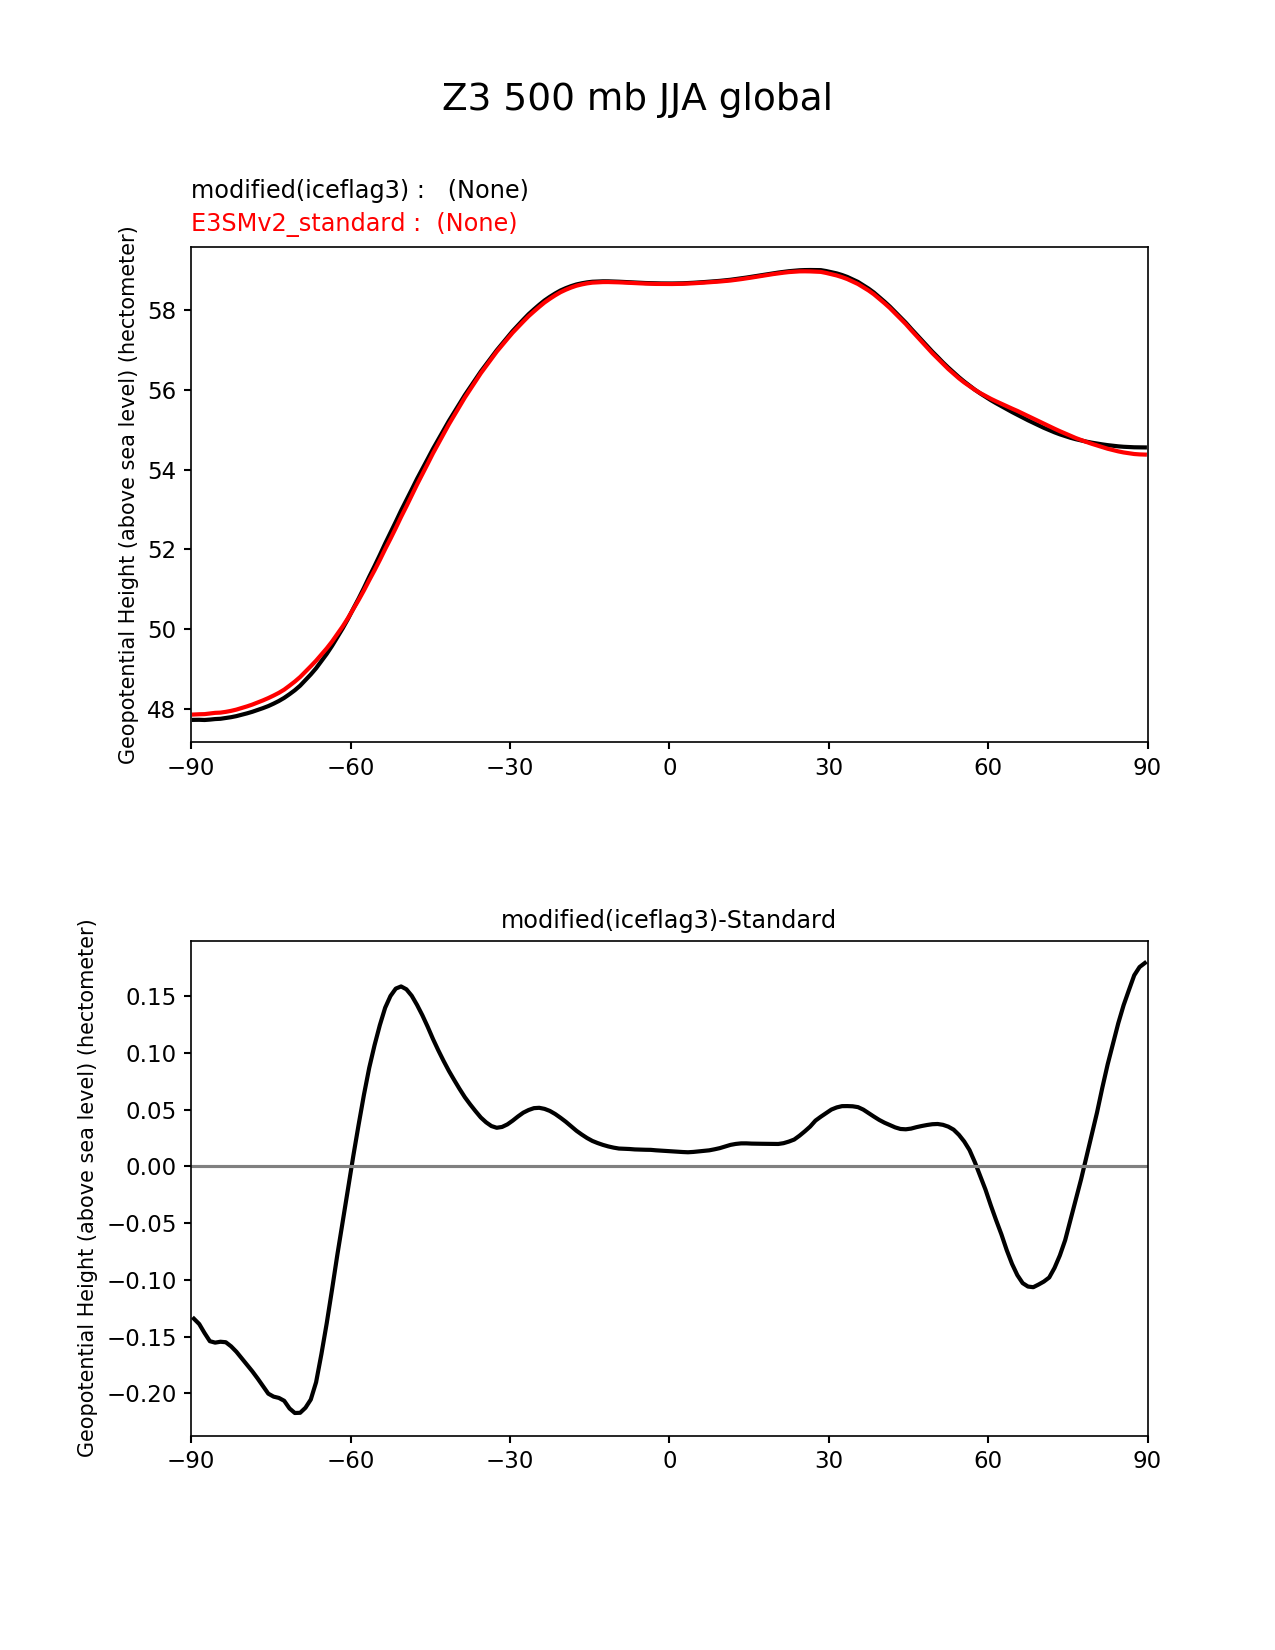 Z3 500 mb JJA global
modified(iceflag3) :   (None)
E3SMv2_standard :  (None)
Geopotential Height (above sea level) (hectometer)
58
56
54
52
50
48
−90 −60 −30 0 30 60 90
modified(iceflag3)-Standard
Geopotential Height (above sea level) (hectometer)
0.15
0.10
0.05
0.00
−0.05
−0.10
−0.15
−0.20
−90 −60 −30 0 30 60 90